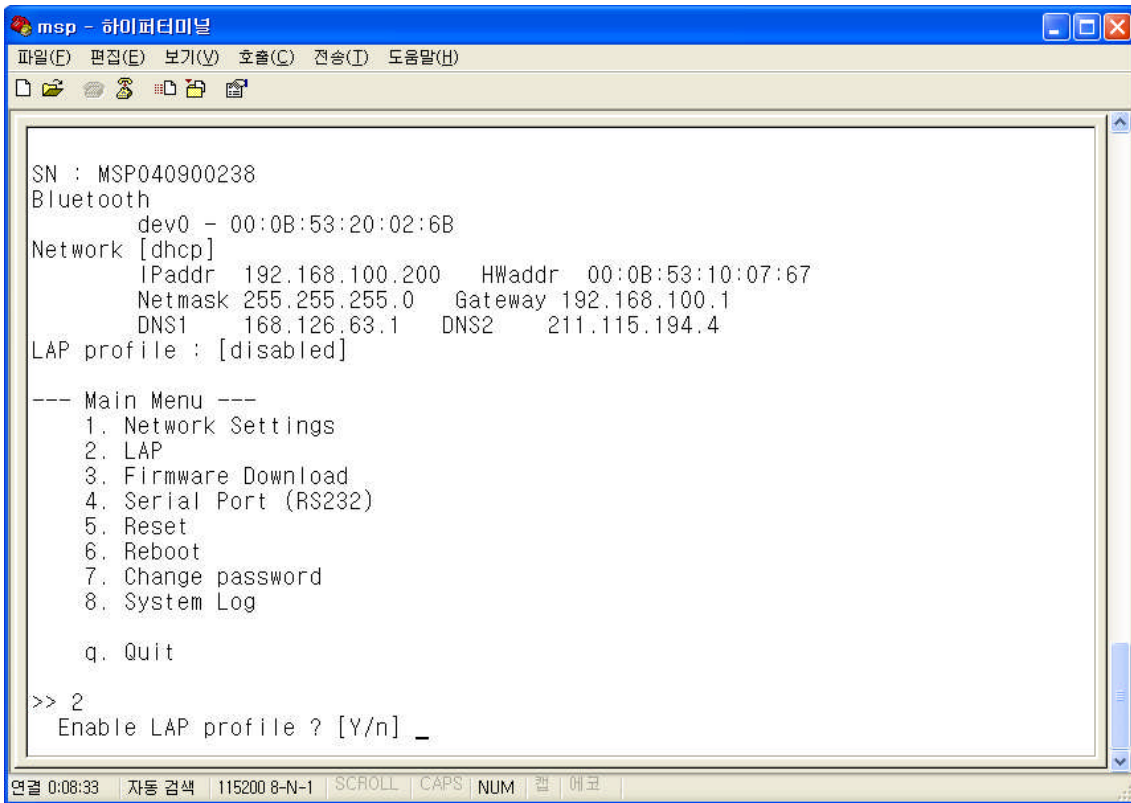 msp - 하이퍼터미널
파일(F) 편집(E) 보기(V) 호출(C) 전송(T) 도움말(H)
SN : MSP040900238
Bluetooth
dev0 - 00:0B:53:20:02:6B
Network [dhcp]
IPaddr 192.168.100.200 HWaddr 00:0B:53:10:07:67
Netmask 255.255.255.0 Gateway 192.168.100.1
DNS1 168.126.63.1 DNS2 211.115.194.4
LAP profile : [disabled]
--- Main Menu ---
1. Network Settings
2. LAP
3. Firmware Download
4. Serial Port (RS232)
5. Reset
6. Reboot
7. Change password
8. System Log
q. Quit
>> 2
Enable LAP profile ? [Y/n] _
연결 0:08:33 자동 검색 115200 8-N-1 SCROLL CAPS NUM 캡 에코